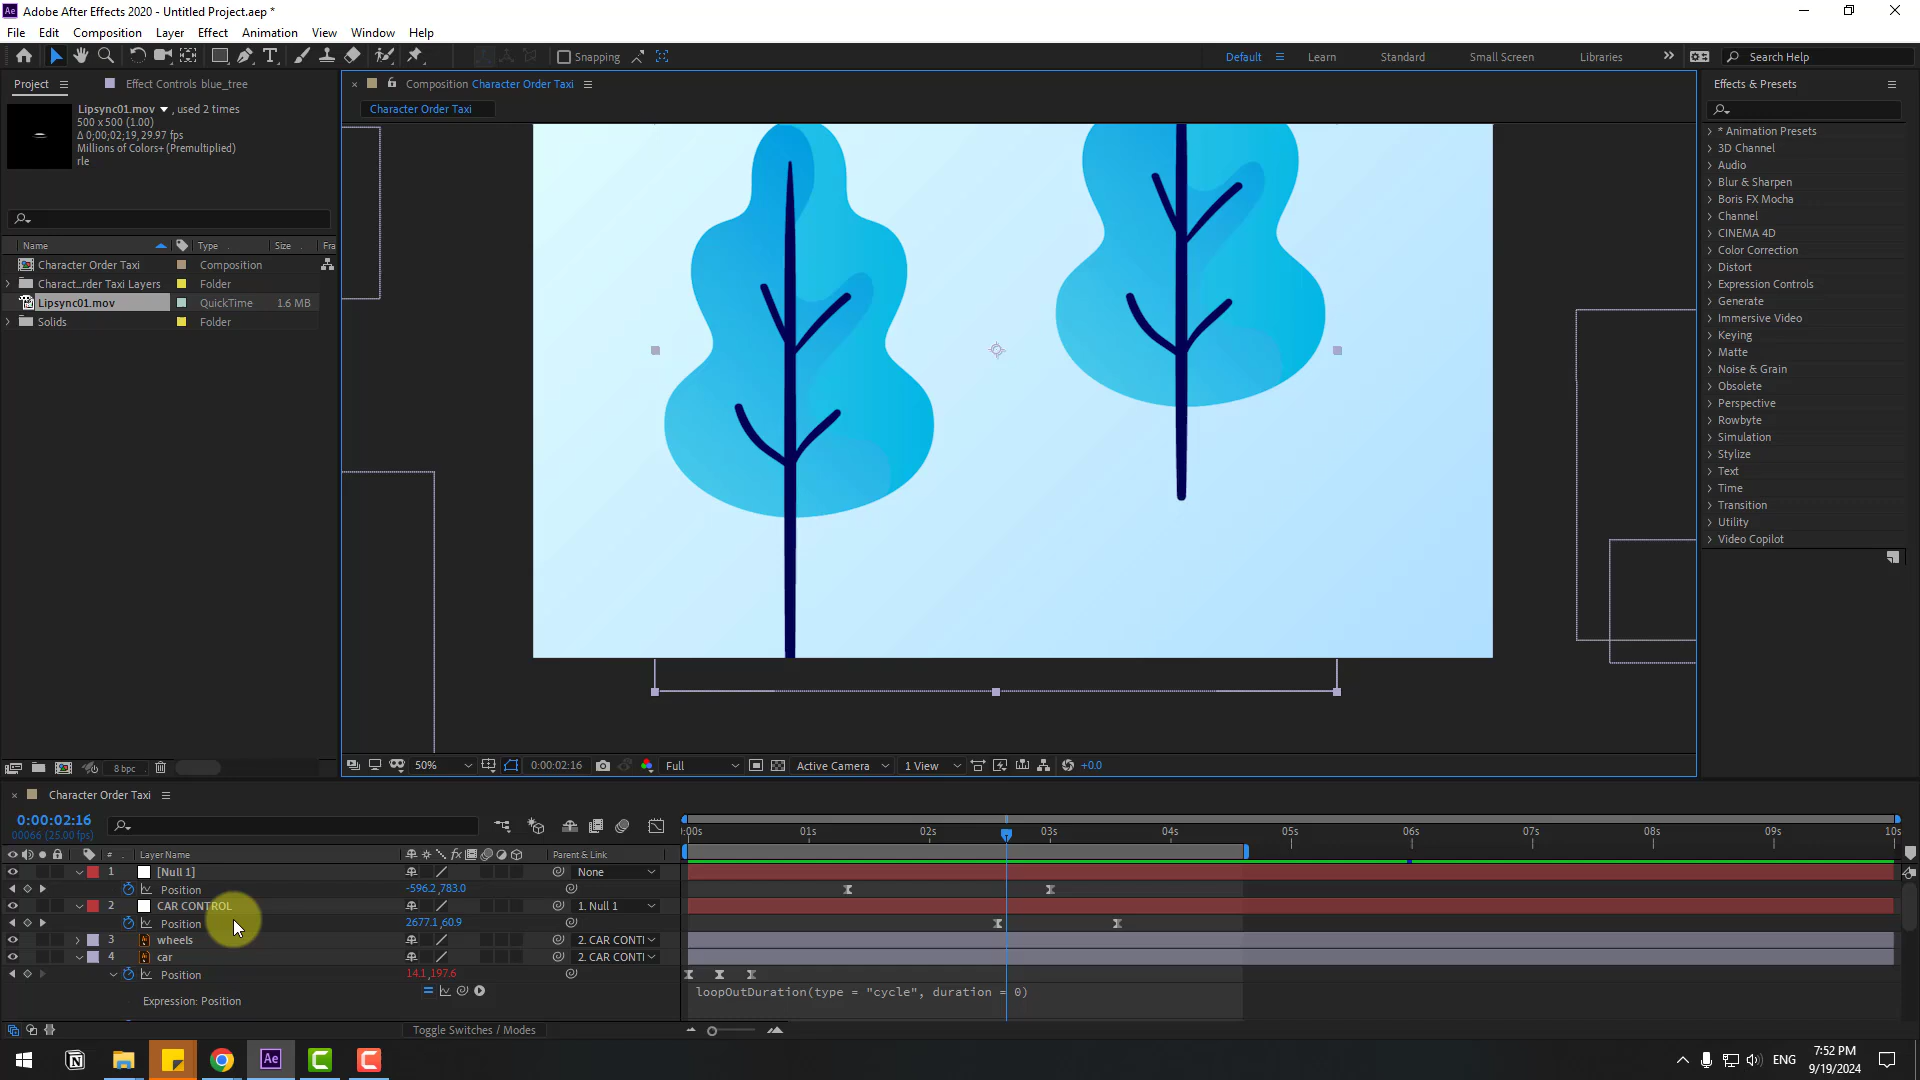 Ae Adobe After Effects 2020 - Untitled Project.aep *
File Edit Composition Layer Effect Animation View Window Help
Snapping
Default Learn Standard Small Screen Libraries Search Help
Project Effect Controls blue_tree
Lipsync01.mov , used 2 times
500 x 500 (1.00)
Δ 0;00;02;19, 29.97 fps
Millions of Colors+ (Premultiplied)
rle
Name Type Size Fra
Character Order Taxi Composition
Charact...rder Taxi Layers Folder
Lipsync01.mov QuickTime 1.6 MB
Solids Folder
8 bpc
Composition Character Order Taxi
Character Order Taxi
50% 0:00:02:16 Full Active Camera 1 View +0.0
Effects & Presets
* Animation Presets
3D Channel
Audio
Blur & Sharpen
Boris FX Mocha
Channel
CINEMA 4D
Color Correction
Distort
Expression Controls
Generate
Immersive Video
Keying
Matte
Noise & Grain
Obsolete
Perspective
Rowbyte
Simulation
Stylize
Text
Time
Transition
Utility
Video Copilot
Character Order Taxi
0:00:02:16
00066 (25.00 fps)
:00s 01s 02s 03s 04s 05s 06s 07s 08s 09s 10s
# Layer Name fx Parent & Link
1 [Null 1] None
Position -596.2,783.0
2 CAR CONTROL 1. Null 1
Position 2677.1,60.9
3 wheels 2. CAR CONTI
4 car 2. CAR CONTI
Position 14.1,197.6
Expression: Position
loopOutDuration(type = "cycle", duration = 0)
Toggle Switches / Modes
Ae
ENG
7:52 PM
9/19/2024